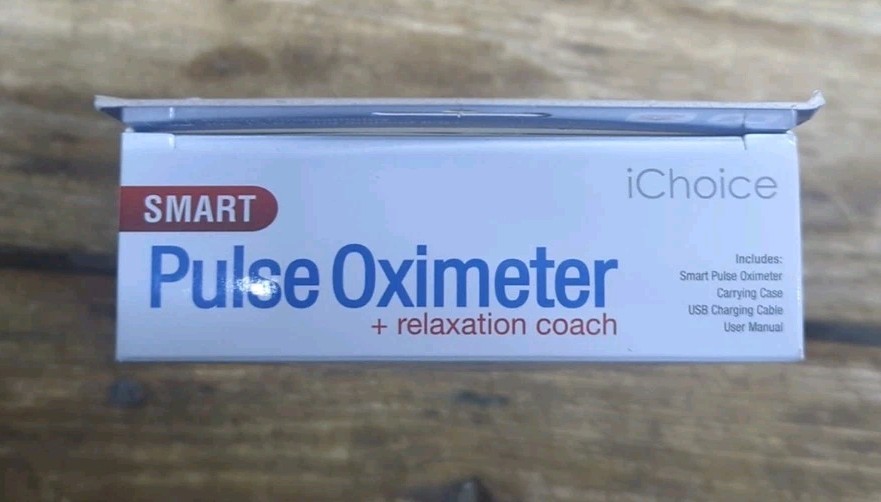 SMART
iChoice
Pulse Oximeter
+ relaxation coach
Includes:
Smart Pulse Oximeter
Carrying Case
USB Charging Cable
User Manual